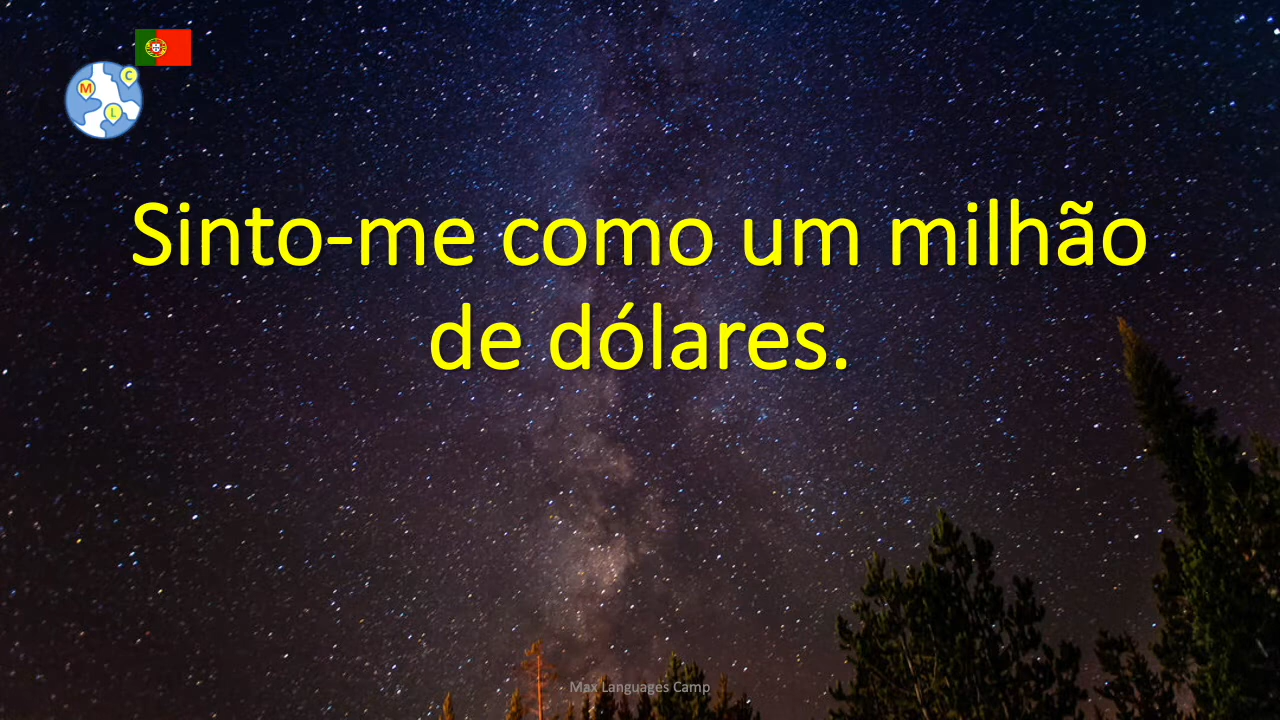 C
M
L
Sinto-me como um milhão
de dólares.
Max Languages Camp